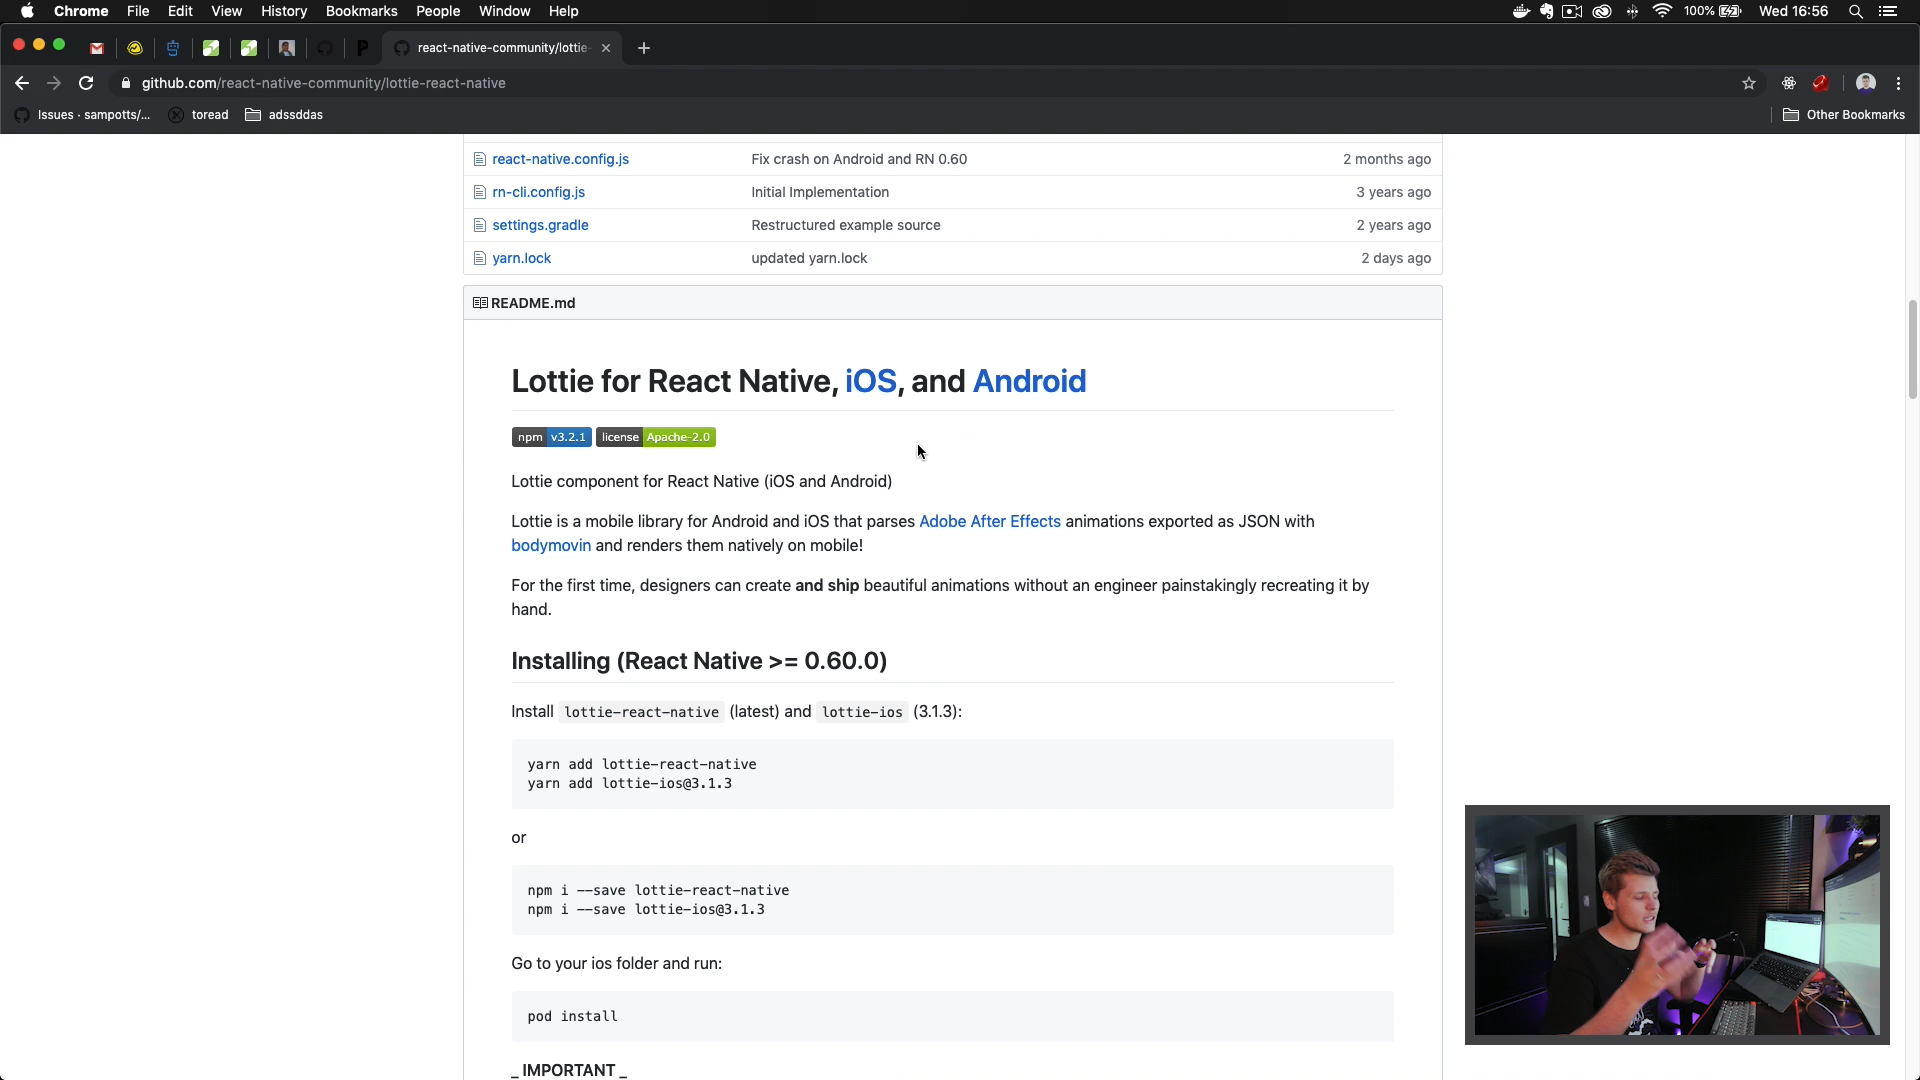 Chrome File Edit View History Bookmarks People Window Help 100% Wed 16:56
react-native-community/lottie-
github.com/react-native-community/lottie-react-native
Issues · sampotts/... toread adssddas Other Bookmarks
react-native.config.js Fix crash on Android and RN 0.60 2 months ago
rn-cli.config.js Initial Implementation 3 years ago
settings.gradle Restructured example source 2 years ago
yarn.lock updated yarn.lock 2 days ago
README.md
Lottie for React Native, iOS, and Android
npm v3.2.1 license Apache-2.0
Lottie component for React Native (iOS and Android)
Lottie is a mobile library for Android and iOS that parses Adobe After Effects animations exported as JSON with
bodymovin and renders them natively on mobile!
For the first time, designers can create and ship beautiful animations without an engineer painstakingly recreating it by
hand.
Installing (React Native >= 0.60.0)
Install lottie-react-native (latest) and lottie-ios (3.1.3):
yarn add lottie-react-native
yarn add lottie-ios@3.1.3
or
npm i --save lottie-react-native
npm i --save lottie-ios@3.1.3
Go to your ios folder and run:
pod install
_ IMPORTANT _